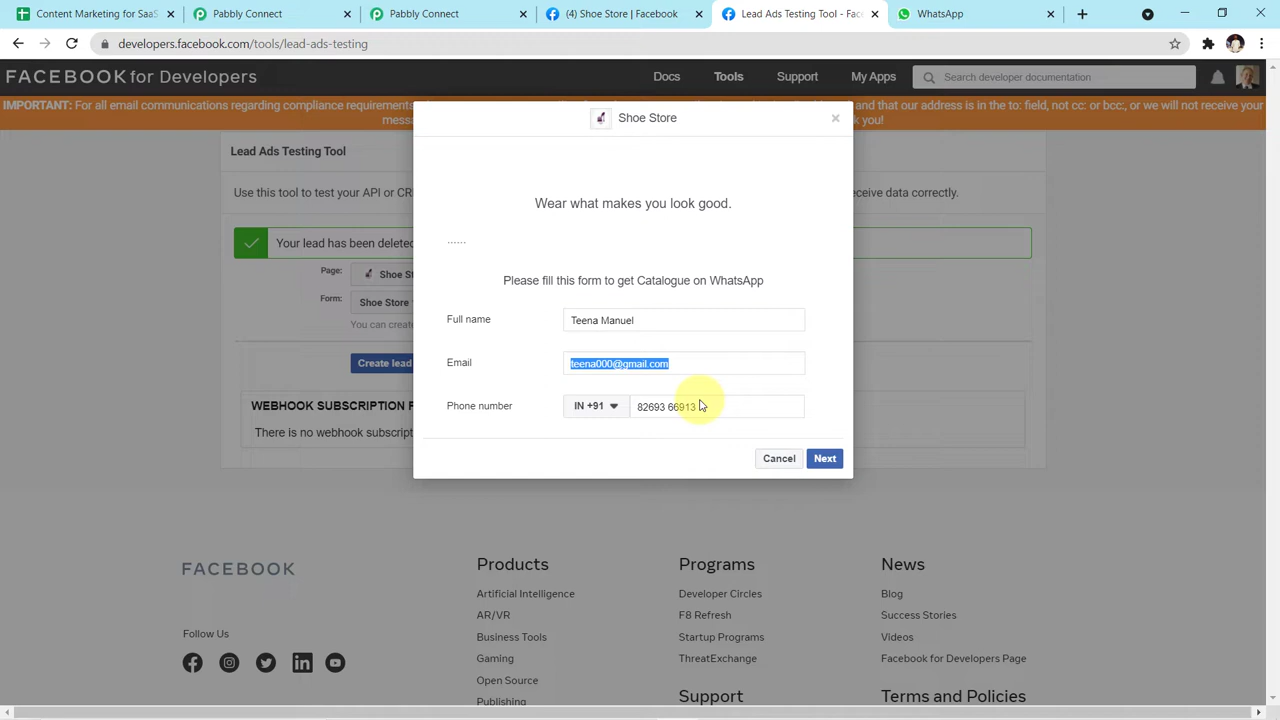 Content Marketing for SaaS
Pabbly Connect
Pabbly Connect
(4) Shoe Store | Facebook
Lead Ads Testing Tool - Face
WhatsApp
developers.facebook.com/tools/lead-ads-testing
FACEBOOK for Developers
Docs
Tools
Support
My Apps
Search developer documentation
IMPORTANT: For all email communications regarding compliance requirements
and that our address is in the to: field, not cc: or bcc:, or we will not receive your
Shoe Store
Lead Ads Testing Tool
Use this tool to test your API or CR
eceive data correctly.
Wear what makes you look good.
......
Your lead has been deleted
Page:
Shoe St
Please fill this form to get Catalogue on WhatsApp
Form:
Shoe Store
You can create
Full name
Teena Manuel
Email
teena000@gmail.com
Create lead
Phone number
IN +91
82693 66913
WEBHOOK SUBSCRIPTION F
There is no webhook subscript
Cancel
Next
FACEBOOK
Follow Us
Products
Artificial Intelligence
AR/VR
Business Tools
Gaming
Open Source
Publishing
Programs
Developer Circles
F8 Refresh
Startup Programs
ThreatExchange
Support
News
Blog
Success Stories
Videos
Facebook for Developers Page
Terms and Policies